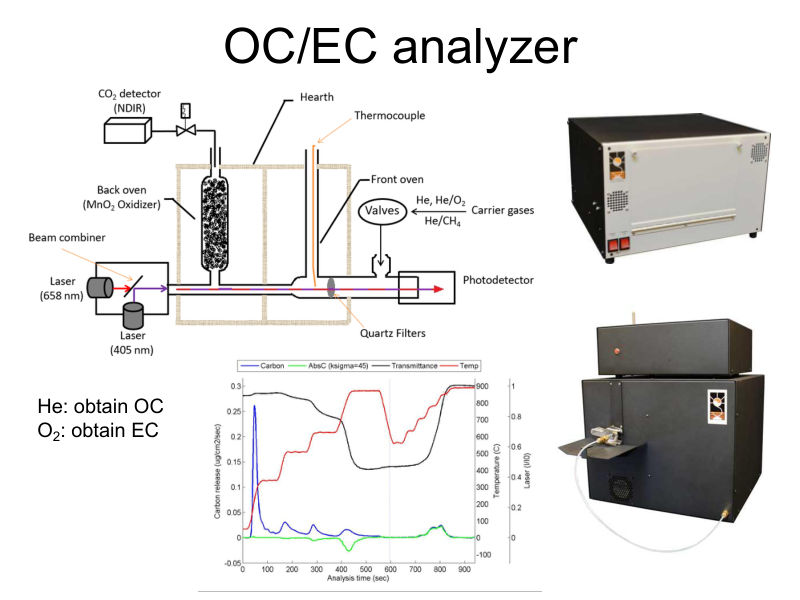 OC/EC analyzer
CO₂ detector
(NDIR)
Hearth
Thermocouple
Back oven
(MnO₂ Oxidizer)
Front oven
Valves
He, He/O₂
He/CH₄
Carrier gases
Beam combiner
Laser
(658 nm)
Laser
(405 nm)
Photodetector
Quartz Filters
He: obtain OC
O₂: obtain EC
Carbon AbsC (ksigma=45) Transmittance Temp
Carbon release (ug/cm2/sec)
0.3
0.25
0.2
0.15
0.1
0.05
0
-0.05
0 100 200 300 400 500 600 700 800 900
Analysis time (sec)
900
800
700
600
500
400
300
200
100
0
-100
Temperature (C)
1
0.8
0.6
0.4
0.2
0
Laser (I/I0)